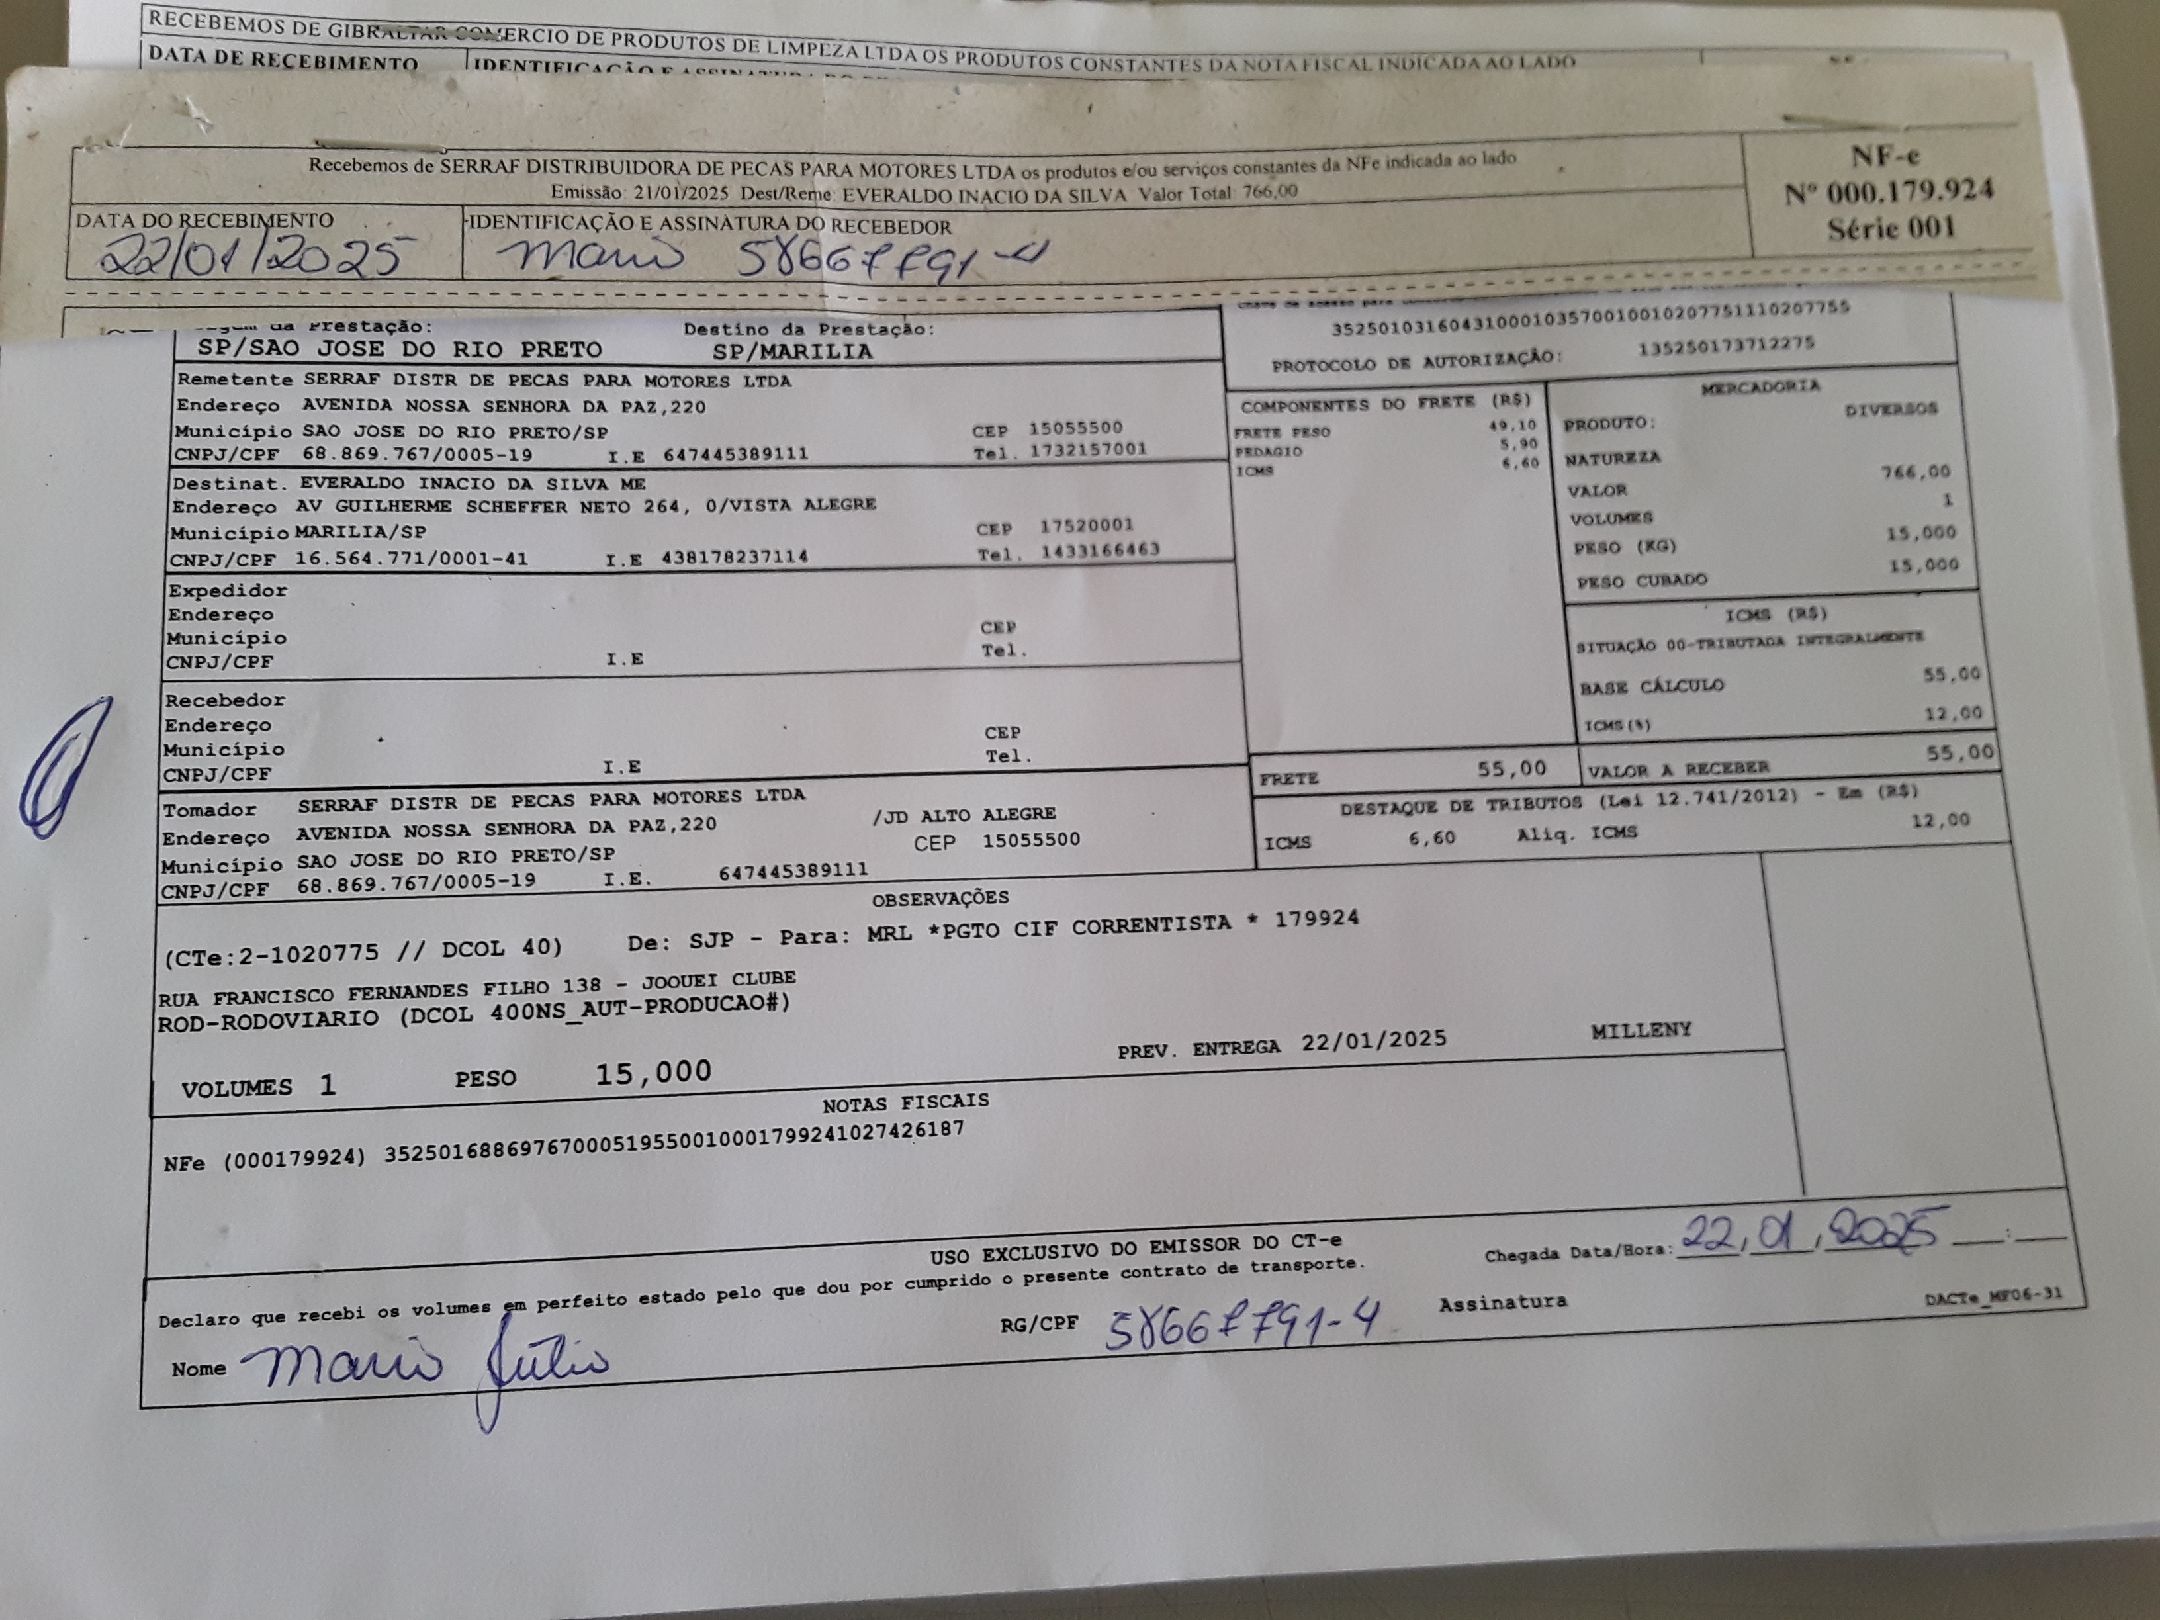 RECEBEMOS DE GIBRALTAR COMERCIO DE PRODUTOS DE LIMPEZA LTDA OS PRODUTOS CONSTANTES DA NOTA FISCAL INDICADA AO LADO
DATA DE RECEBIMENTO IDENTIFICAÇÃO E
Recebemos de SERRAF DISTRIBUIDORA DE PECAS PARA MOTORES LTDA os produtos e/ou serviços constantes da NFe indicada ao lado
Emissão: 21/01/2025 Dest/Reme: EVERALDO INACIO DA SILVA Valor Total: 766,00
NF-e
Nº 000.179.924
Série 001
DATA DO RECEBIMENTO IDENTIFICAÇÃO E ASSINATURA DO RECEBEDOR
22/01/2025 Mario 58667791-4
da Prestação: Destino da Prestação:
SP/SAO JOSE DO RIO PRETO SP/MARILIA
35250103160431000103570010010207751110207755
PROTOCOLO DE AUTORIZAÇÃO: 135250173712275
Remetente SERRAF DISTR DE PECAS PARA MOTORES LTDA
Endereço AVENIDA NOSSA SENHORA DA PAZ,220
Município SAO JOSE DO RIO PRETO/SP CEP 15055500
CNPJ/CPF 68.869.767/0005-19 I.E 647445389111 Tel. 1732157001
Destinat. EVERALDO INACIO DA SILVA ME
Endereço AV GUILHERME SCHEFFER NETO 264, 0/VISTA ALEGRE
Município MARILIA/SP CEP 17520001
CNPJ/CPF 16.564.771/0001-41 I.E 438178237114 Tel. 1433166463
Expedidor
Endereço
Município CEP
CNPJ/CPF I.E Tel.
Recebedor
Endereço
Município CEP
CNPJ/CPF I.E Tel.
Tomador SERRAF DISTR DE PECAS PARA MOTORES LTDA
Endereço AVENIDA NOSSA SENHORA DA PAZ,220 /JD ALTO ALEGRE
Município SAO JOSE DO RIO PRETO/SP CEP 15055500
CNPJ/CPF 68.869.767/0005-19 I.E. 647445389111
COMPONENTES DO FRETE (R$)
FRETE PESO 49,10
PEDAGIO 5,90
ICMS 6,60
MERCADORIA
PRODUTO: DIVERSOS
NATUREZA
VALOR 766,00
VOLUMES 1
PESO (KG) 15,000
PESO CUBADO 15,000
ICMS (R$)
SITUAÇÃO 00-TRIBUTADA INTEGRALMENTE
BASE CÁLCULO 55,00
ICMS(%) 12,00
FRETE 55,00 VALOR A RECEBER 55,00
DESTAQUE DE TRIBUTOS (Lei 12.741/2012) - Em (R$)
ICMS 6,60 Aliq. ICMS 12,00
OBSERVAÇÕES
(CTe:2-1020775 // DCOL 40) De: SJP - Para: MRL *PGTO CIF CORRENTISTA * 179924
RUA FRANCISCO FERNANDES FILHO 138 - JOOUEI CLUBE
ROD-RODOVIARIO (DCOL 400NS_AUT-PRODUCAO#)
VOLUMES 1 PESO 15,000 PREV. ENTREGA 22/01/2025 MILLENY
NOTAS FISCAIS
NFe (000179924) 35250168869767000519550010001799241027426187
USO EXCLUSIVO DO EMISSOR DO CT-e
Declaro que recebi os volumes em perfeito estado pelo que dou por cumprido o presente contrato de transporte.
Chegada Data/Hora: 22,01,2025 __:__
Nome Mario Júlio RG/CPF 58667791-4 Assinatura
DACTe_MF06-31